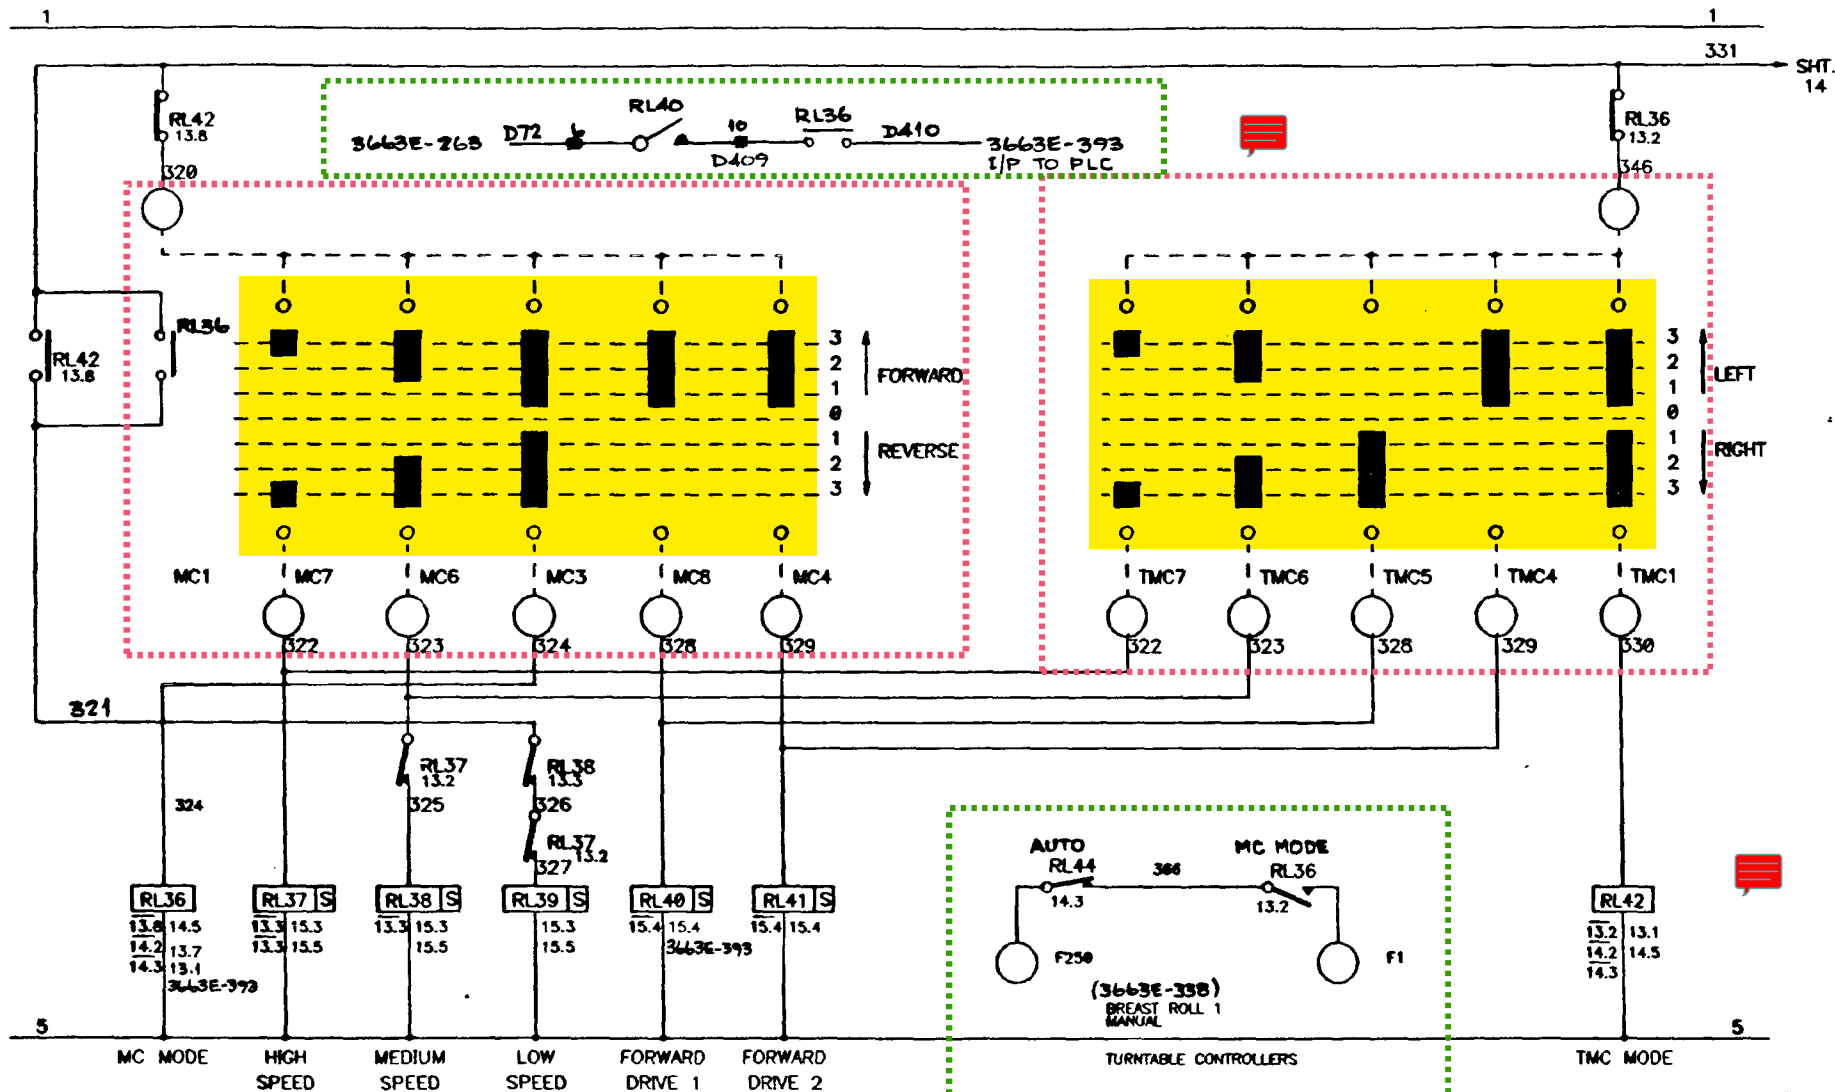 1
1
331
SHT.
14
RL42
13.8
320
3663E-263
D72
6
RL40
10
D409
RL36
D410
3663E-393
I/P TO PLC
RL36
13.2
346
RL42
13.8
RL36
3
2
1
0
1
2
3
FORWARD
REVERSE
3
2
1
0
1
2
3
LEFT
RIGHT
MC1
MC7
MC6
MC3
MC8
MC4
TMC7
TMC6
TMC5
TMC4
TMC1
322
323
324
328
329
322
323
328
329
330
321
RL37
13.2
325
RL38
13.3
326
RL37
13.2
327
324
AUTO
RL44
14.3
366
MC MODE
RL36
13.2
F250
F1
(3663E-338)
BREAST ROLL 1
MANUAL
RL36
RL37 S
RL38 S
RL39 S
RL40 S
RL41 S
RL42
13.8 14.5
14.2 13.7
14.3 13.1
3663E-393
13.3 15.3
13.3 15.5
13.3 15.3
15.5
15.3
15.5
15.4 15.4
3663E-393
15.4 15.4
13.2 13.1
14.2 14.5
14.3
5
5
MC MODE
HIGH
SPEED
MEDIUM
SPEED
LOW
SPEED
FORWARD
DRIVE 1
FORWARD
DRIVE 2
TURNTABLE CONTROLLERS
TMC MODE